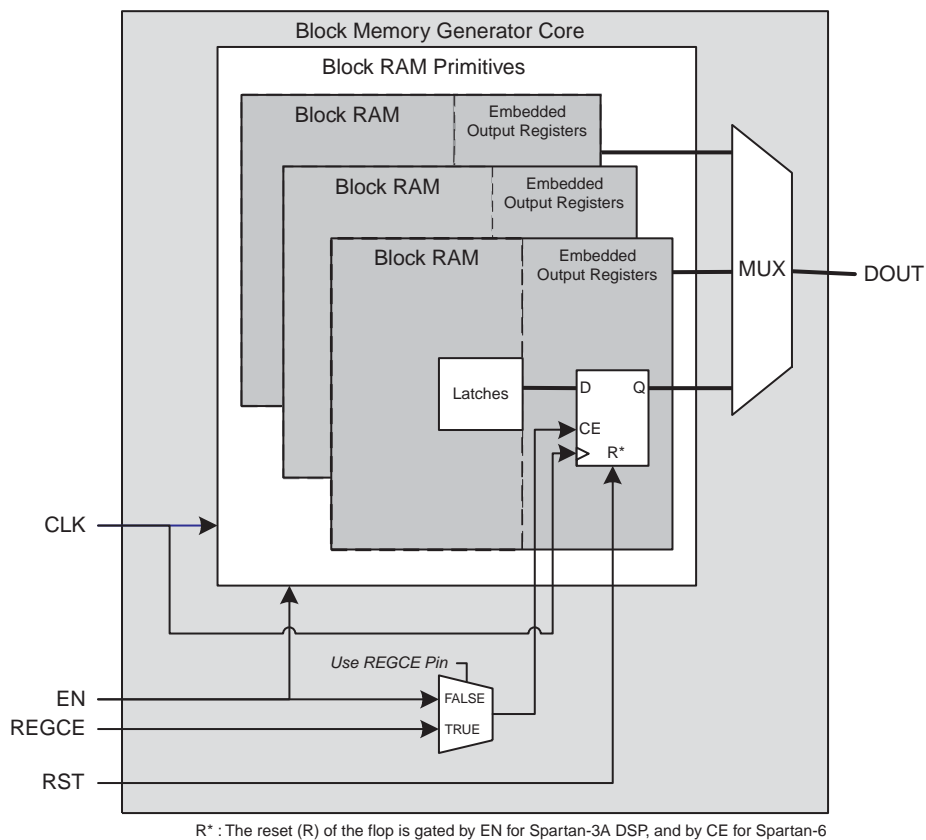 Block Memory Generator Core
Block RAM Primitives
Block RAM
Embedded
Output Registers
Block RAM
Embedded
Output Registers
Block RAM
Embedded
Output Registers
MUX
DOUT
Latches
D
Q
CE
R*
CLK
Use REGCE Pin
EN
FALSE
REGCE
TRUE
RST
R* : The reset (R) of the flop is gated by EN for Spartan-3A DSP, and by CE for Spartan-6